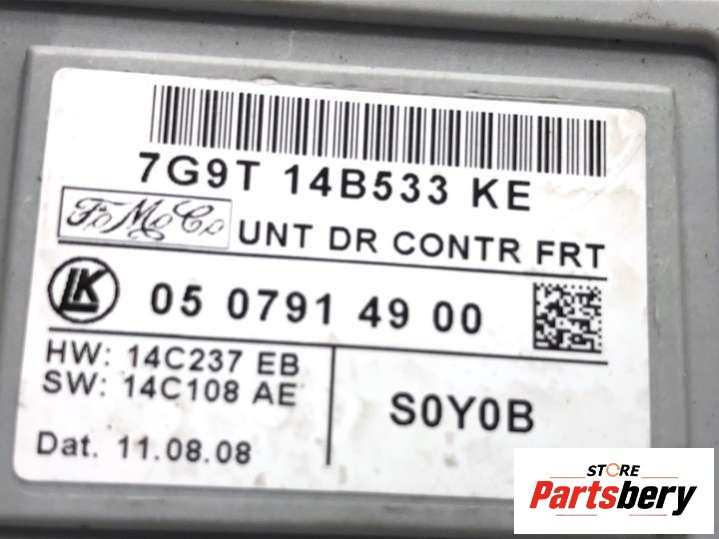 7G9T 14B533 KE
FoMoCo UNT DR CONTR FRT
LK 05 0791 49 00
HW: 14C237 EB
SW: 14C108 AE
S0Y0B
Dat. 11.08.08
STORE
Partsbery